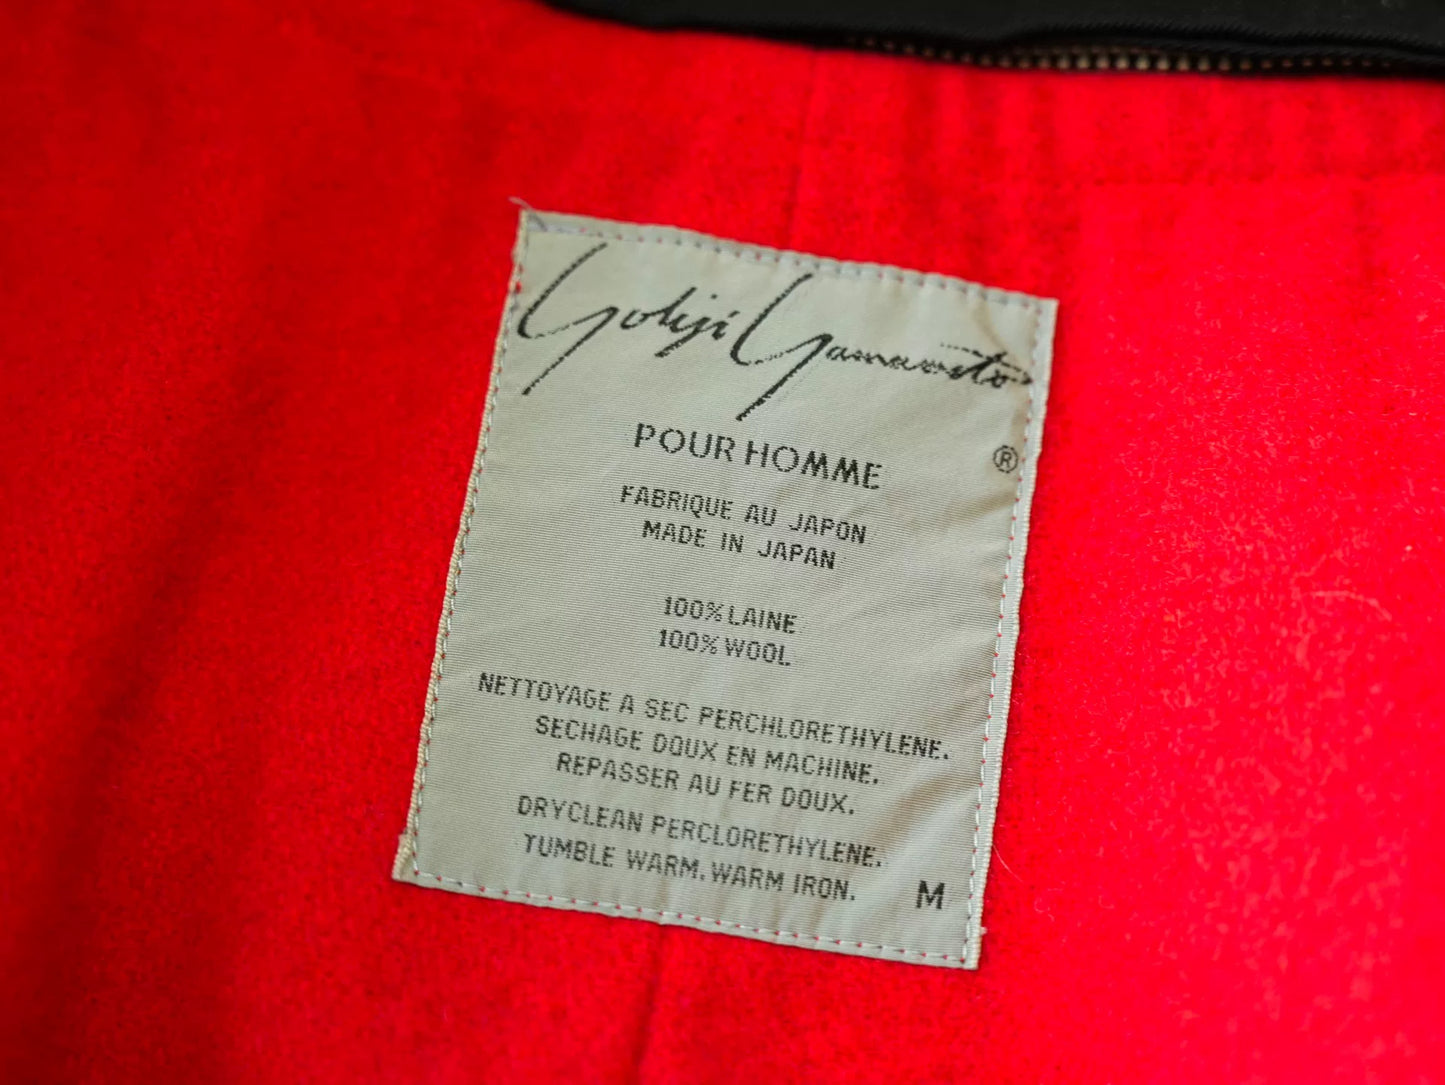 Yohji Yamamoto
POUR HOMME
®
FABRIQUE AU JAPON
MADE IN JAPAN
100% LAINE
100% WOOL
NETTOYAGE A SEC PERCHLORETHYLENE.
SECHAGE DOUX EN MACHINE.
REPASSER AU FER DOUX.
DRYCLEAN PERCLORETHYLENE.
TUMBLE WARM. WARM IRON.
M